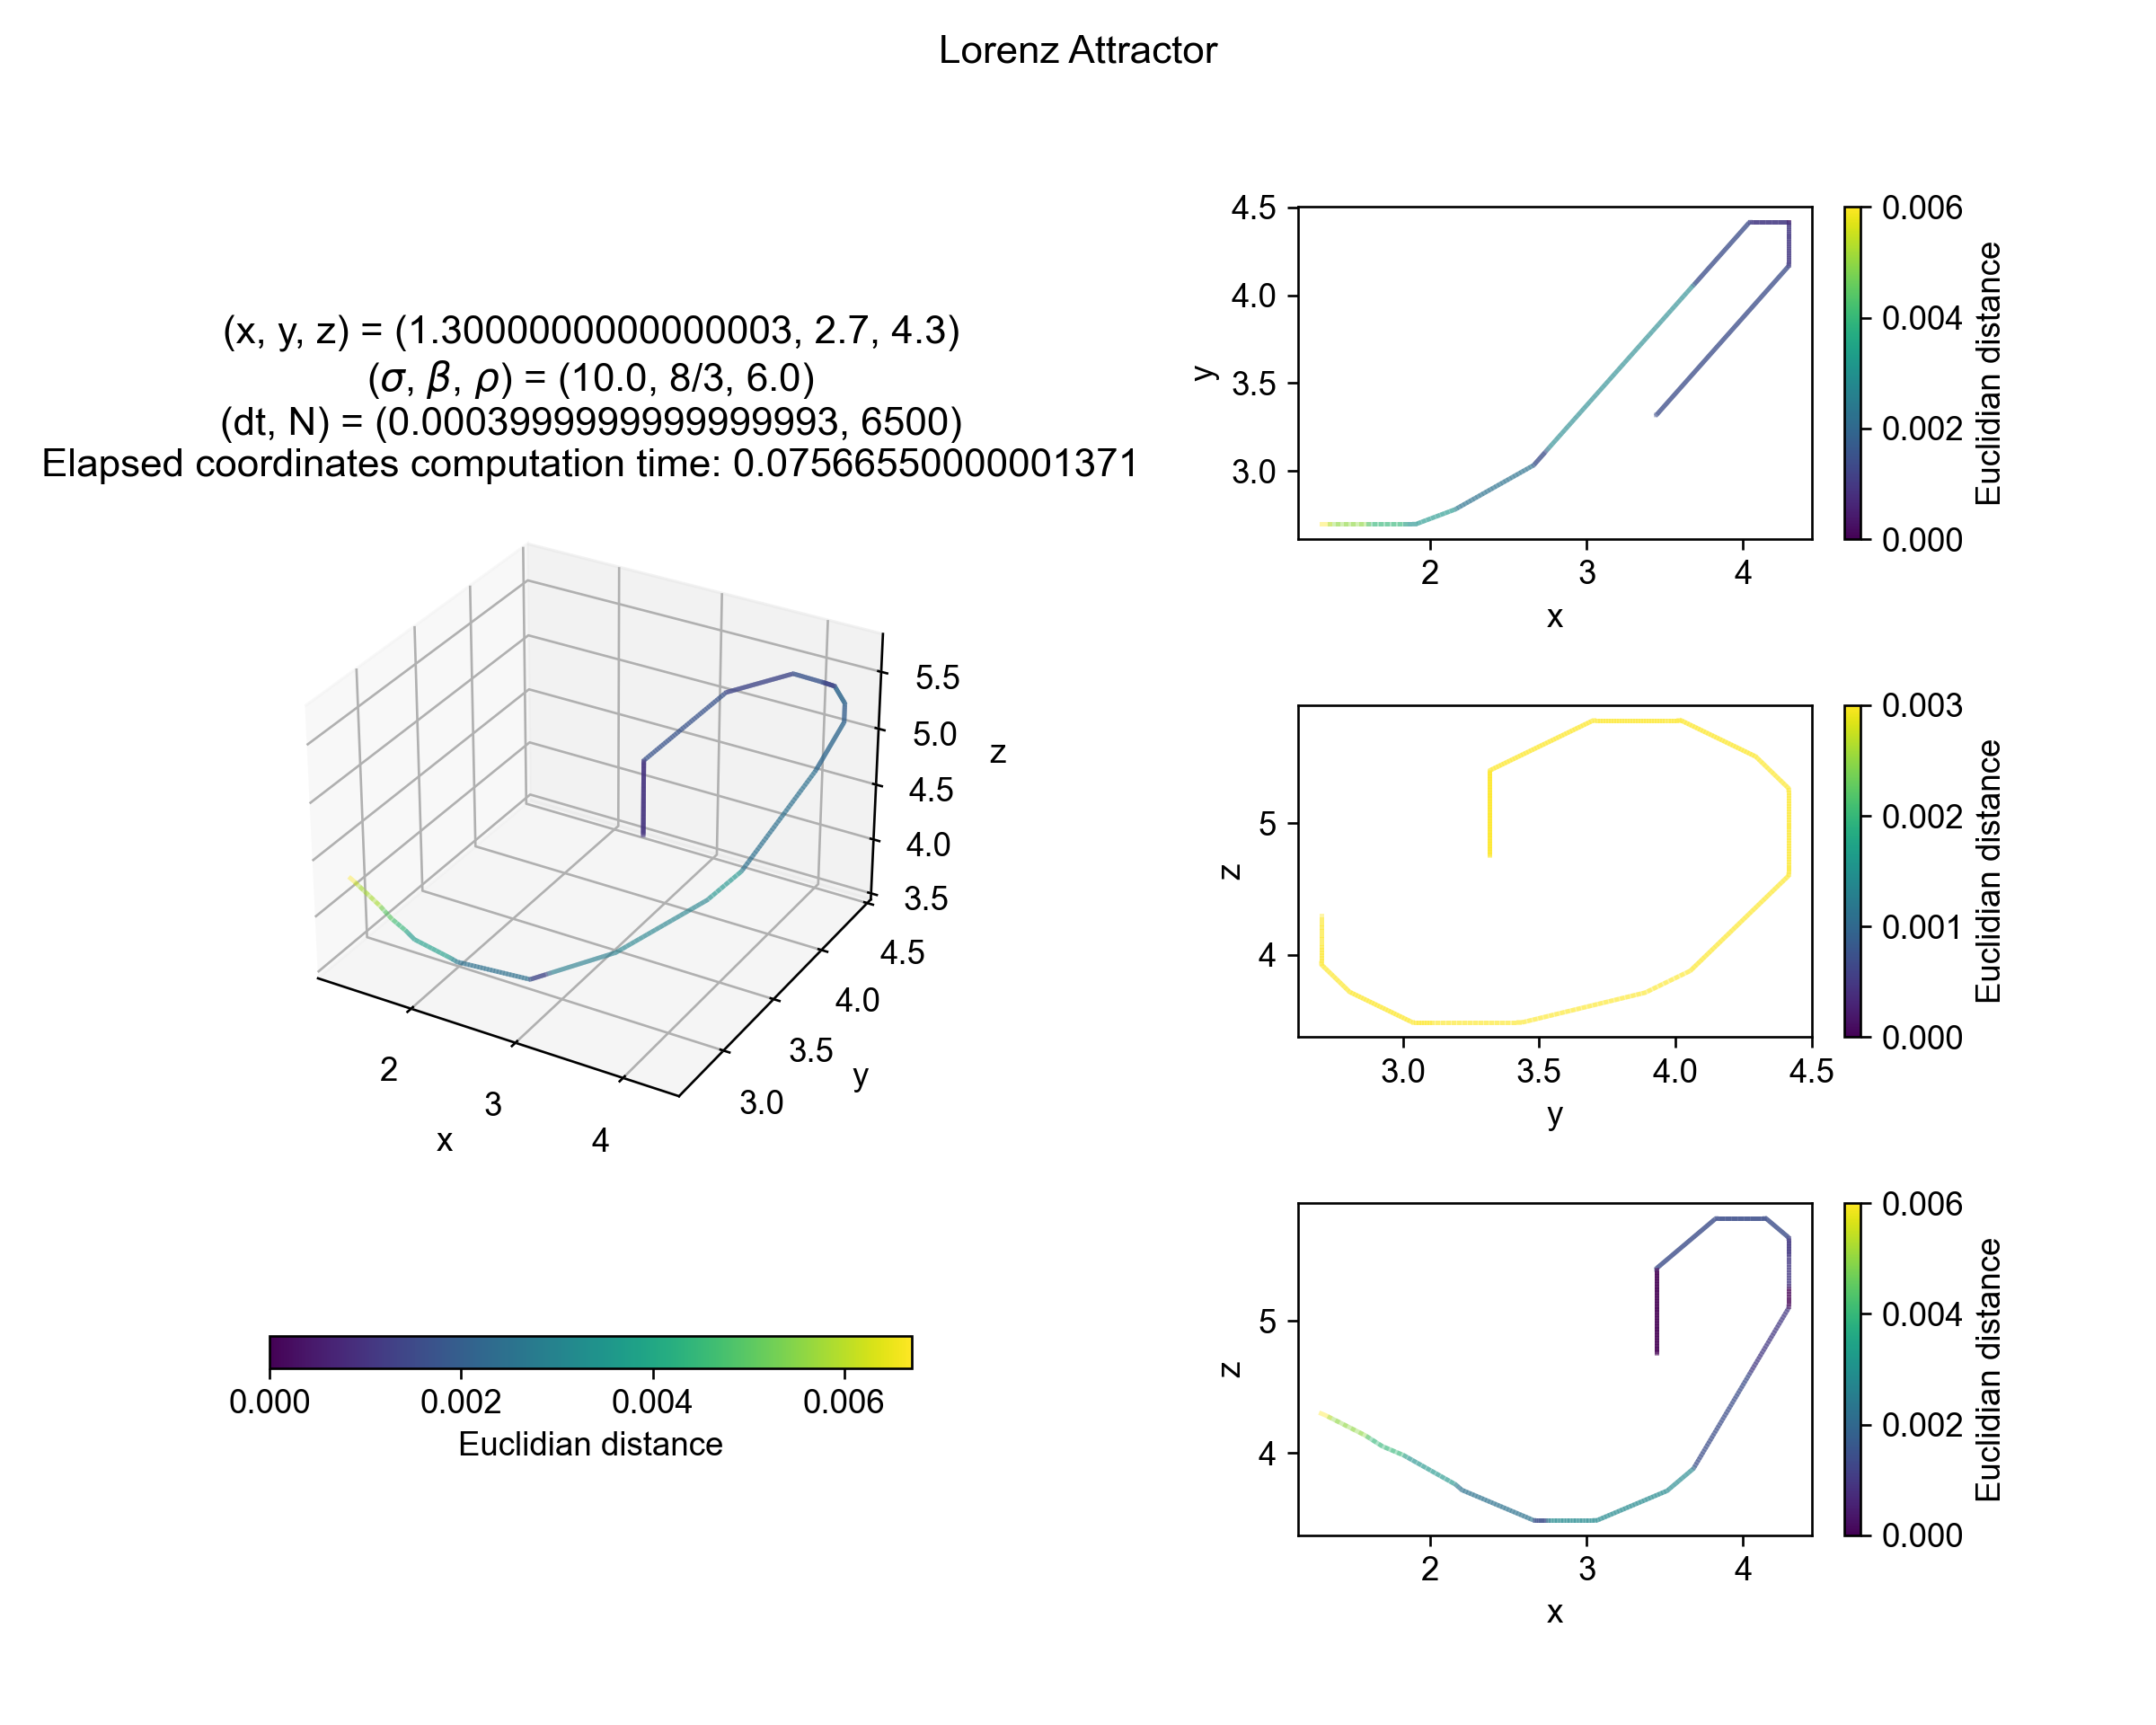 Lorenz Attractor
(x, y, z) = (1.3000000000000003, 2.7, 4.3)
(σ, β, ρ) = (10.0, 8/3, 6.0)
(dt, N) = (0.00039999999999999993, 6500)
Elapsed coordinates computation time: 0.075665500000001371
5.5
5.0
4.5
4.0
3.5
z
4.5
4.0
3.5
3.0
y
2
3
4
x
0.000
0.002
0.004
0.006
Euclidian distance
4.5
4.0
3.5
3.0
y
2
3
4
x
0.006
0.004
0.002
0.000
Euclidian distance
5
4
z
3.0
3.5
4.0
4.5
y
0.003
0.002
0.001
0.000
Euclidian distance
5
4
z
2
3
4
x
0.006
0.004
0.002
0.000
Euclidian distance